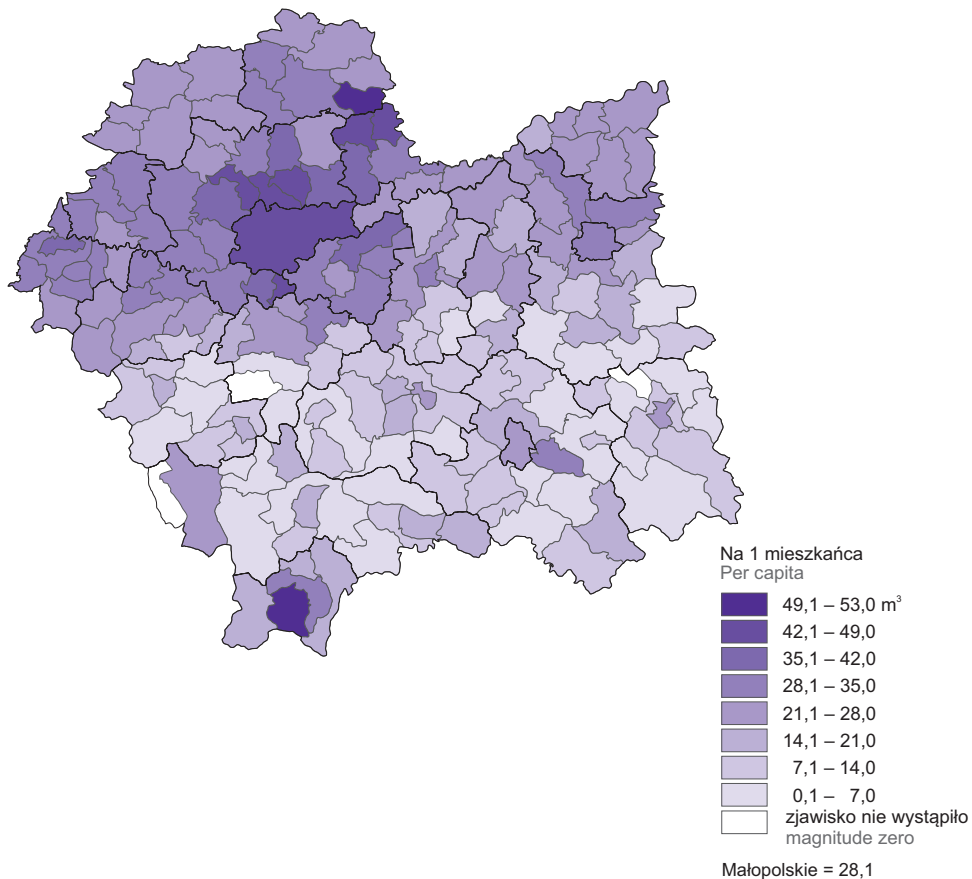 Na 1 mieszkańca
Per capita
49,1 – 53,0 m³
42,1 – 49,0
35,1 – 42,0
28,1 – 35,0
21,1 – 28,0
14,1 – 21,0
7,1 – 14,0
0,1 – 7,0
zjawisko nie wystąpiło
magnitude zero
Małopolskie = 28,1